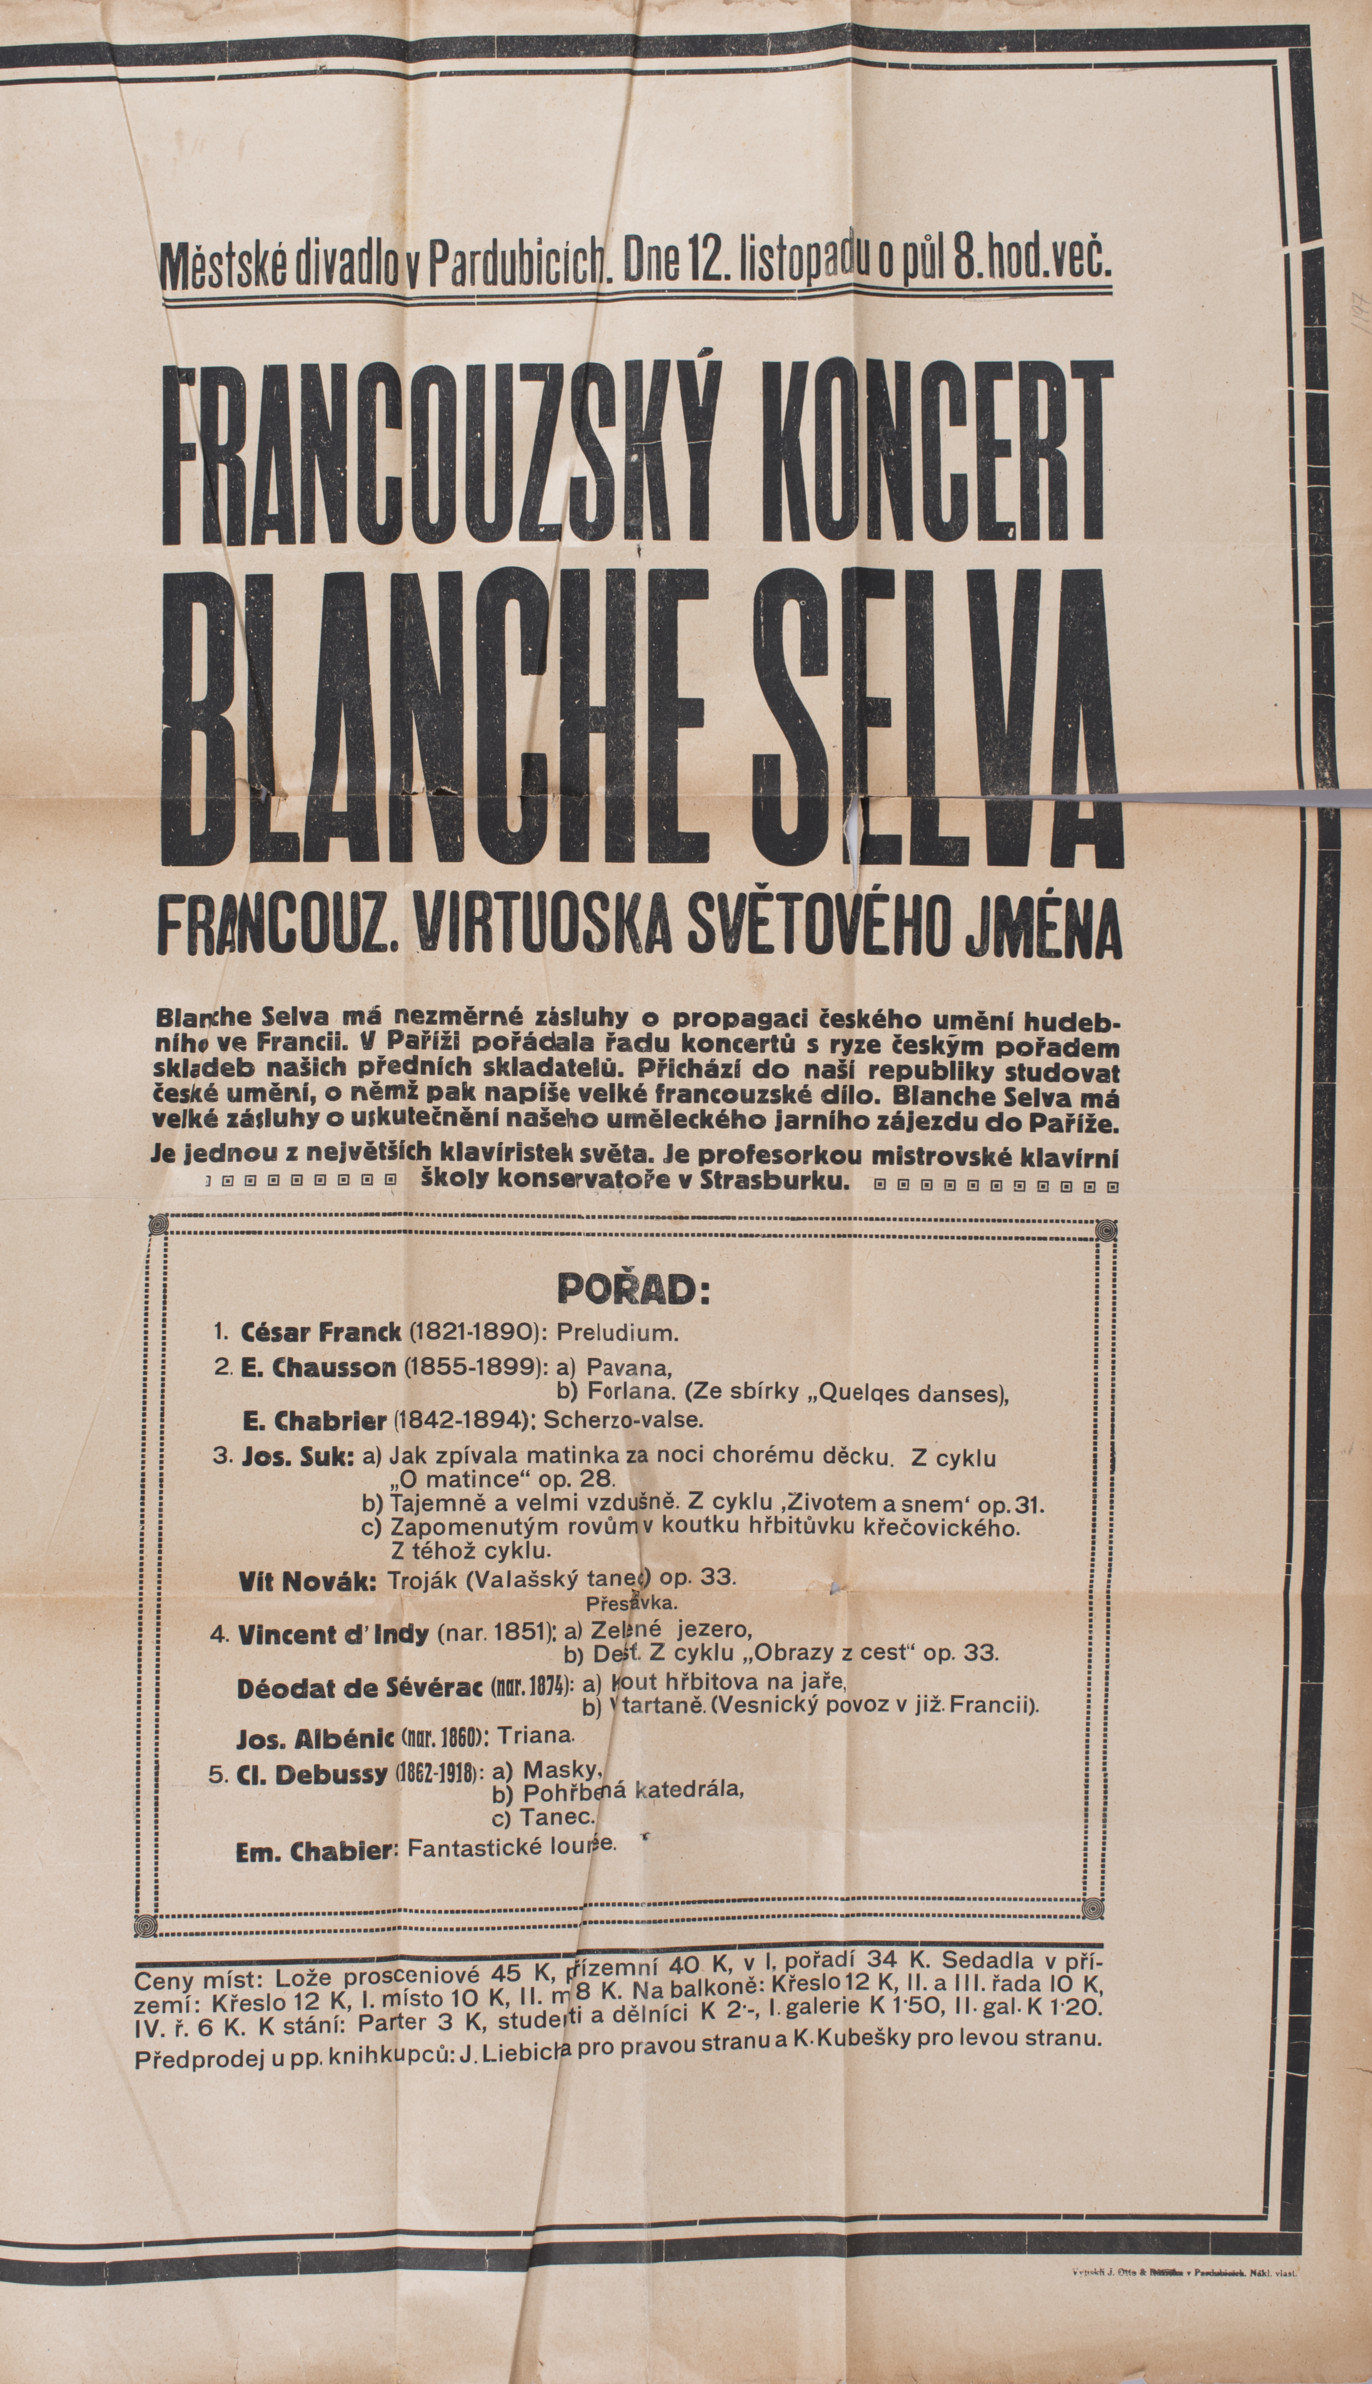 Městské divadlo v Pardubicích. Dne 12. listopadu o půl 8. hod. več.
FRANCOUZSKÝ KONCERT
BLANCHE SELVA
FRANCOUZ. VIRTUOSKA SVĚTOVÉHO JMÉNA
Blanche Selva má nezměrné zásluhy o propagaci českého umění hudeb-
ního ve Francii. V Paříži pořádala řadu koncertů s ryze českým pořadem
skladeb našich předních skladatelů. Přichází do naší republiky studovat
české umění, o němž pak napíše velké francouzské dílo. Blanche Selva má
velké zásluhy o uskutečnění našeho uměleckého jarního zájezdu do Paříže.
Je jednou z největších klavíristek světa. Je profesorkou mistrovské klavírní
školy konservatoře v Strasburku.
POŘAD:
1. César Franck (1821-1890): Preludium.
2. E. Chausson (1855-1899): a) Pavana,
b) Forlana. (Ze sbírky „Quelqes danses),
E. Chabrier (1842-1894): Scherzo-valse.
3. Jos. Suk: a) Jak zpívala matinka za noci chorému děcku. Z cyklu
„O matince“ op. 28.
b) Tajemně a velmi vzdušně. Z cyklu ‚Životem a snem‘ op. 31.
c) Zapomenutým rovům v koutku hřbitůvku křečovického.
Z téhož cyklu.
Vít Novák: Troják (Valašský tanec) op. 33.
Přesávka.
4. Vincent d'Indy (nar. 1851): a) Zelené jezero,
b) Dešť. Z cyklu „Obrazy z cest“ op. 33.
Déodat de Sévérac (nar. 1874): a) Kout hřbitova na jaře,
b) V tartaně. (Vesnický povoz v již. Francii).
Jos. Albénic (nar. 1860): Triana.
5. Cl. Debussy (1862-1918): a) Masky,
b) Pohřbená katedrála,
c) Tanec.
Em. Chabier: Fantastické lourée.
Ceny míst: Lože prosceniové 45 K, přízemní 40 K, v I. pořadí 34 K. Sedadla v pří-
zemí: Křeslo 12 K, I. místo 10 K, II. m 8 K. Na balkoně: Křeslo 12 K, II. a III. řada 10 K,
IV. ř. 6 K. K stání: Parter 3 K, studenti a dělníci K 2·-, I. galerie K 1·50, II. gal. K 1·20.
Předprodej u pp. knihkupců: J. Liebicha pro pravou stranu a K. Kubešky pro levou stranu.
Vytiskli J. Otto & v Pardubicích. Nákl. vlast.
1197